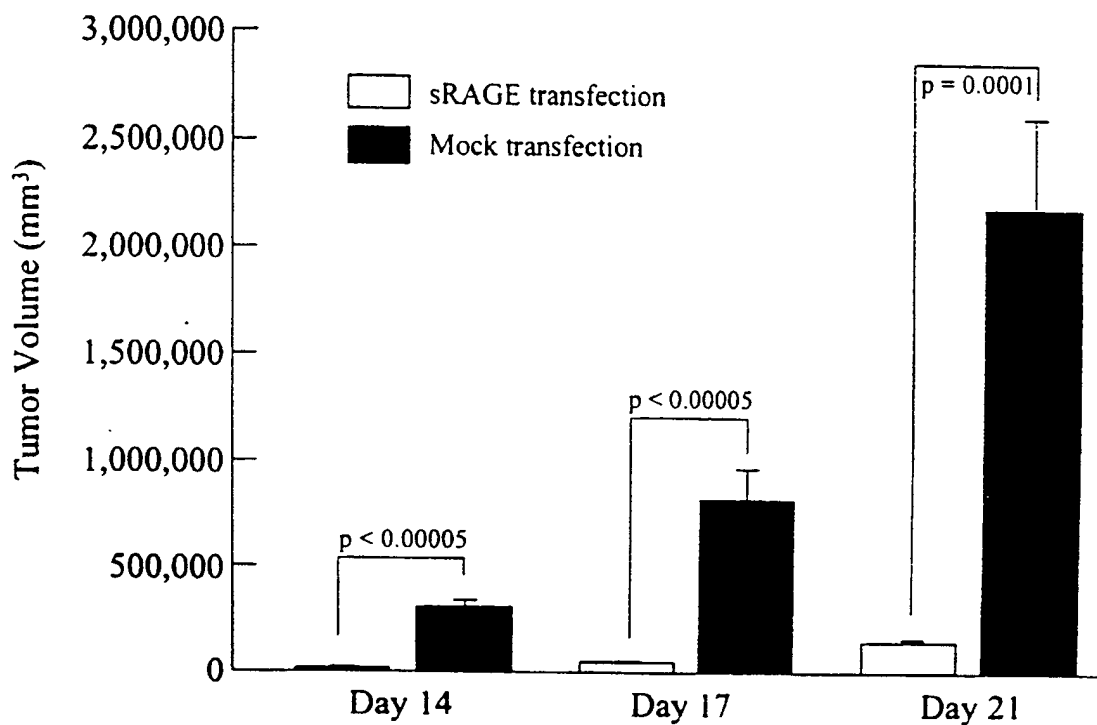 3,000,000
2,500,000
2,000,000
1,500,000
1,000,000
500,000
0
Tumor Volume (mm³)
sRAGE transfection
Mock transfection
p < 0.00005
p < 0.00005
p = 0.0001
Day 14
Day 17
Day 21